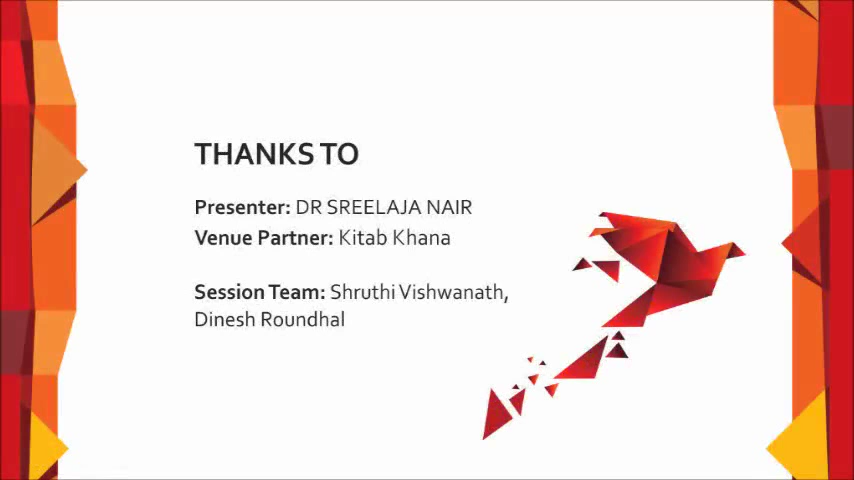 THANKS TO
Presenter: DR SREELAJA NAIR
Venue Partner: Kitab Khana
Session Team: Shruthi Vishwanath,
Dinesh Roundhal